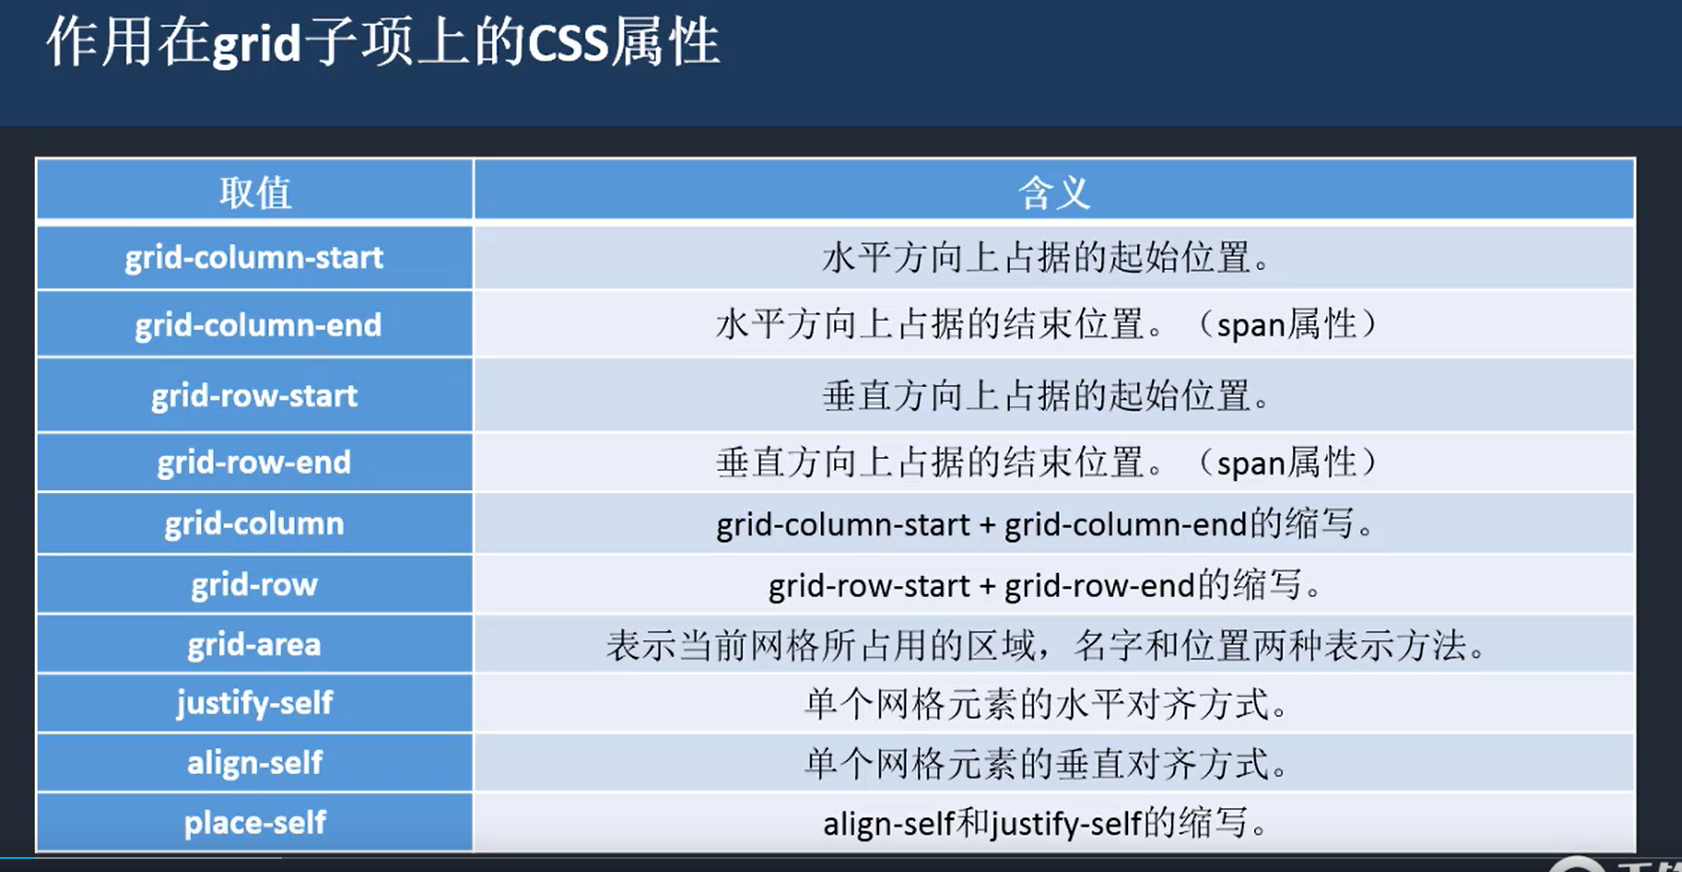 作用在grid子项上的CSS属性
取值 含义
grid-column-start 水平方向上占据的起始位置。
grid-column-end 水平方向上占据的结束位置。（span属性）
grid-row-start 垂直方向上占据的起始位置。
grid-row-end 垂直方向上占据的结束位置。（span属性）
grid-column grid-column-start + grid-column-end的缩写。
grid-row grid-row-start + grid-row-end的缩写。
grid-area 表示当前网格所占用的区域，名字和位置两种表示方法。
justify-self 单个网格元素的水平对齐方式。
align-self 单个网格元素的垂直对齐方式。
place-self align-self和justify-self的缩写。